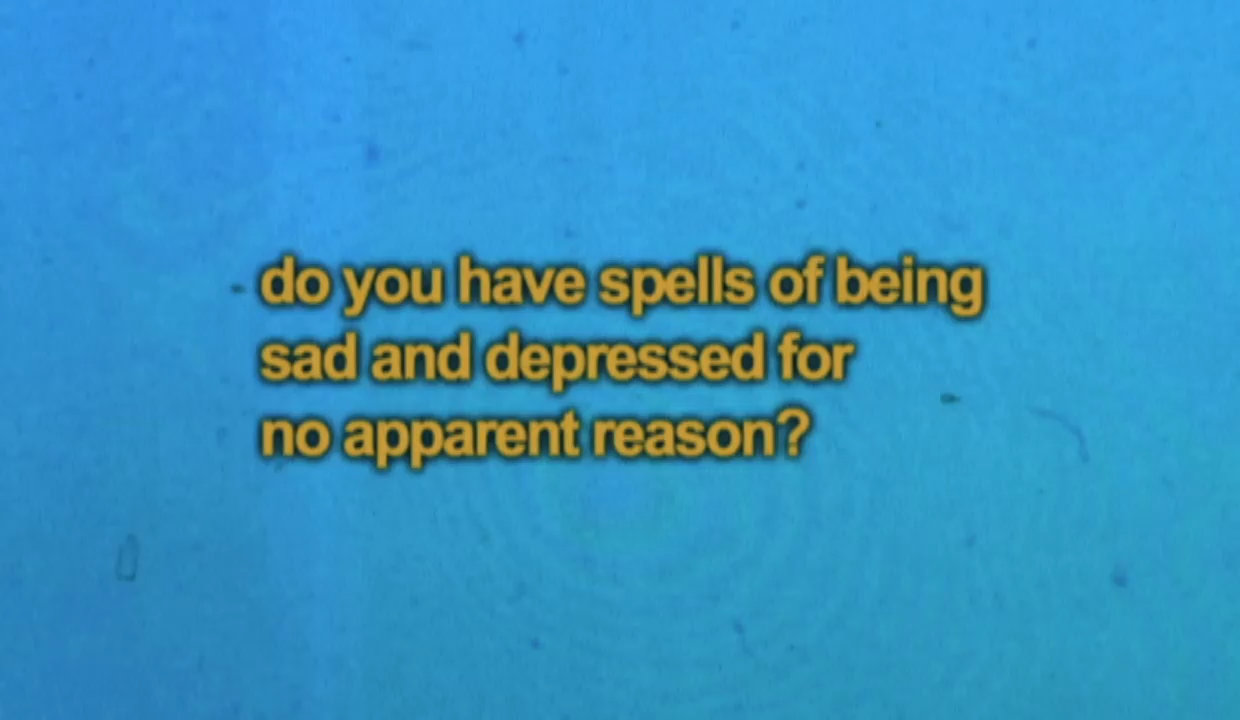 do you have spells of being
sad and depressed for
no apparent reason?